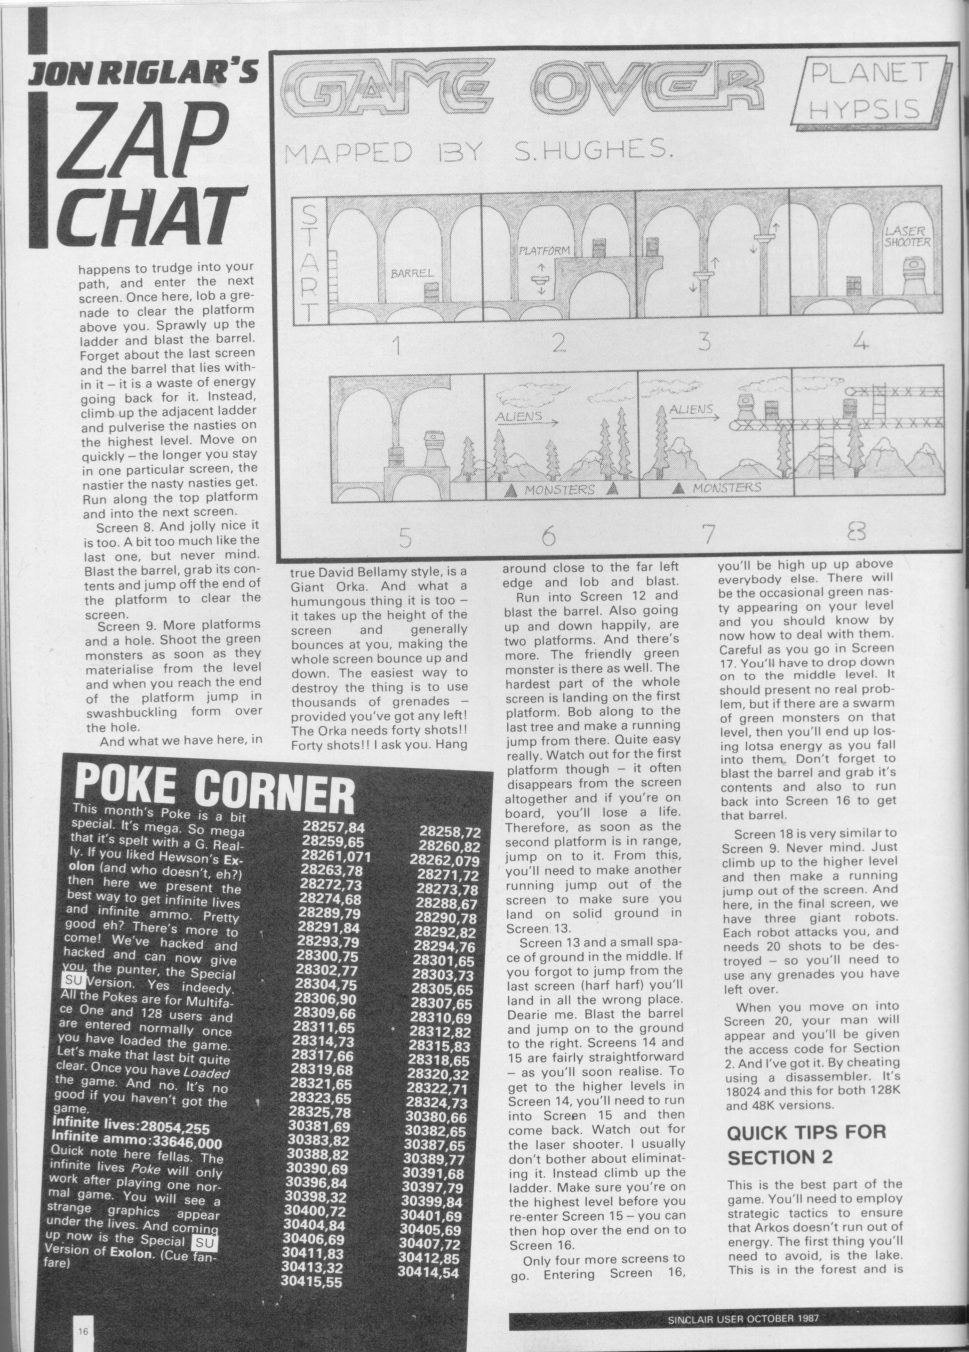 JON RIGLAR'S
ZAP
CHAT
GAME OVER
PLANET
HYPSIS
MAPPED BY S.HUGHES.
START
BARREL
PLATFORM
LASER
SHOOTER
1
2
3
4
ALIENS
MONSTERS
ALIENS
MONSTERS
5
6
7
8
happens to trudge into your
path, and enter the next
screen. Once here, lob a gre-
nade to clear the platform
above you. Sprawly up the
ladder and blast the barrel.
Forget about the last screen
and the barrel that lies with-
in it – it is a waste of energy
going back for it. Instead,
climb up the adjacent ladder
and pulverise the nasties on
the highest level. Move on
quickly – the longer you stay
in one particular screen, the
nastier the nasty nasties get.
Run along the top platform
and into the next screen.
Screen 8. And jolly nice it
is too. A bit too much like the
last one, but never mind.
Blast the barrel, grab its con-
tents and jump off the end of
the platform to clear the
screen.
Screen 9. More platforms
and a hole. Shoot the green
monsters as soon as they
materialise from the level
and when you reach the end
of the platform jump in
swashbuckling form over
the hole.
And what we have here, in
true David Bellamy style, is a
Giant Orka. And what a
humungous thing it is too –
it takes up the height of the
screen and generally
bounces at you, making the
whole screen bounce up and
down. The easiest way to
destroy the thing is to use
thousands of grenades –
provided you've got any left!
The Orka needs forty shots!!
Forty shots!! I ask you. Hang
around close to the far left
edge and lob and blast.
Run into Screen 12 and
blast the barrel. Also going
up and down happily, are
two platforms. And there's
more. The friendly green
monster is there as well. The
hardest part of the whole
screen is landing on the first
platform. Bob along to the
last tree and make a running
jump from there. Quite easy
really. Watch out for the first
platform though – it often
disappears from the screen
altogether and if you're on
board, you'll lose a life.
Therefore, as soon as the
second platform is in range,
jump on to it. From this,
you'll need to make another
running jump out of the
screen to make sure you
land on solid ground in
Screen 13.
Screen 13 and a small spa-
ce of ground in the middle. If
you forgot to jump from the
last screen (harf harf) you'll
land in all the wrong place.
Dearie me. Blast the barrel
and jump on to the ground
to the right. Screens 14 and
15 are fairly straightforward
– as you'll soon realise. To
get to the higher levels in
Screen 14, you'll need to run
into Screen 15 and then
come back. Watch out for
the laser shooter. I usually
don't bother about eliminat-
ing it. Instead climb up the
ladder. Make sure you're on
the highest level before you
re-enter Screen 15 – you can
then hop over the end on to
Screen 16.
Only four more screens to
go. Entering Screen 16,
you'll be high up up above
everybody else. There will
be the occasional green nas-
ty appearing on your level
and you should know by
now how to deal with them.
Careful as you go in Screen
17. You'll have to drop down
on to the middle level. It
should present no real prob-
lem, but if there are a swarm
of green monsters on that
level, then you'll end up los-
ing lotsa energy as you fall
into them. Don't forget to
blast the barrel and grab it's
contents and also to run
back into Screen 16 to get
that barrel.
Screen 18 is very similar to
Screen 9. Never mind. Just
climb up to the higher level
and then make a running
jump out of the screen. And
here, in the final screen, we
have three giant robots.
Each robot attacks you, and
needs 20 shots to be des-
troyed – so you'll need to
use any grenades you have
left over.
When you move on into
Screen 20, your man will
appear and you'll be given
the access code for Section
2. And I've got it. By cheating
using a disassembler. It's
18024 and this for both 128K
and 48K versions.
QUICK TIPS FOR
SECTION 2
This is the best part of the
game. You'll need to employ
strategic tactics to ensure
that Arkos doesn't run out of
energy. The first thing you'll
need to avoid, is the lake.
This is in the forest and is
POKE CORNER
This month's Poke is a bit
special. It's mega. So mega
that it's spelt with a G. Real-
ly. If you liked Hewson's Ex-
olon (and who doesn't, eh?)
then here we present the
best way to get infinite lives
and infinite ammo. Pretty
good eh? There's more to
come! We've hacked and
hacked and can now give
you, the punter, the Special
SU Version. Yes indeedy.
All the Pokes are for Multifa-
ce One and 128 users and
are entered normally once
you have loaded the game.
Let's make that last bit quite
clear. Once you have Loaded
the game. And no. It's no
good if you haven't got the
game.
Infinite lives:28054,255
Infinite ammo:33646,000
Quick note here fellas. The
infinite lives Poke will only
work after playing one nor-
mal game. You will see a
strange graphics appear
under the lives. And coming
up now is the Special SU
Version of Exolon. (Cue fan-
fare)
28257,84
28259,65
28261,071
28263,78
28272,73
28274,68
28289,79
28291,84
28293,79
28300,75
28302,77
28304,75
28306,90
28309,66
28311,65
28314,73
28317,66
28319,68
28321,65
28323,65
28325,78
30381,69
30383,82
30388,82
30390,69
30396,84
30398,32
30400,72
30404,84
30406,69
30411,83
30413,32
30415,55
28258,72
28260,82
28262,079
28271,72
28273,78
28288,67
28290,78
28292,82
28294,76
28301,65
28303,73
28305,65
28307,65
28310,69
28312,82
28315,83
28318,65
28320,32
28322,71
28324,73
30380,66
30382,65
30387,65
30389,77
30391,68
30397,79
30399,84
30401,69
30405,69
30407,72
30412,85
30414,54
16
SINCLAIR USER OCTOBER 1987